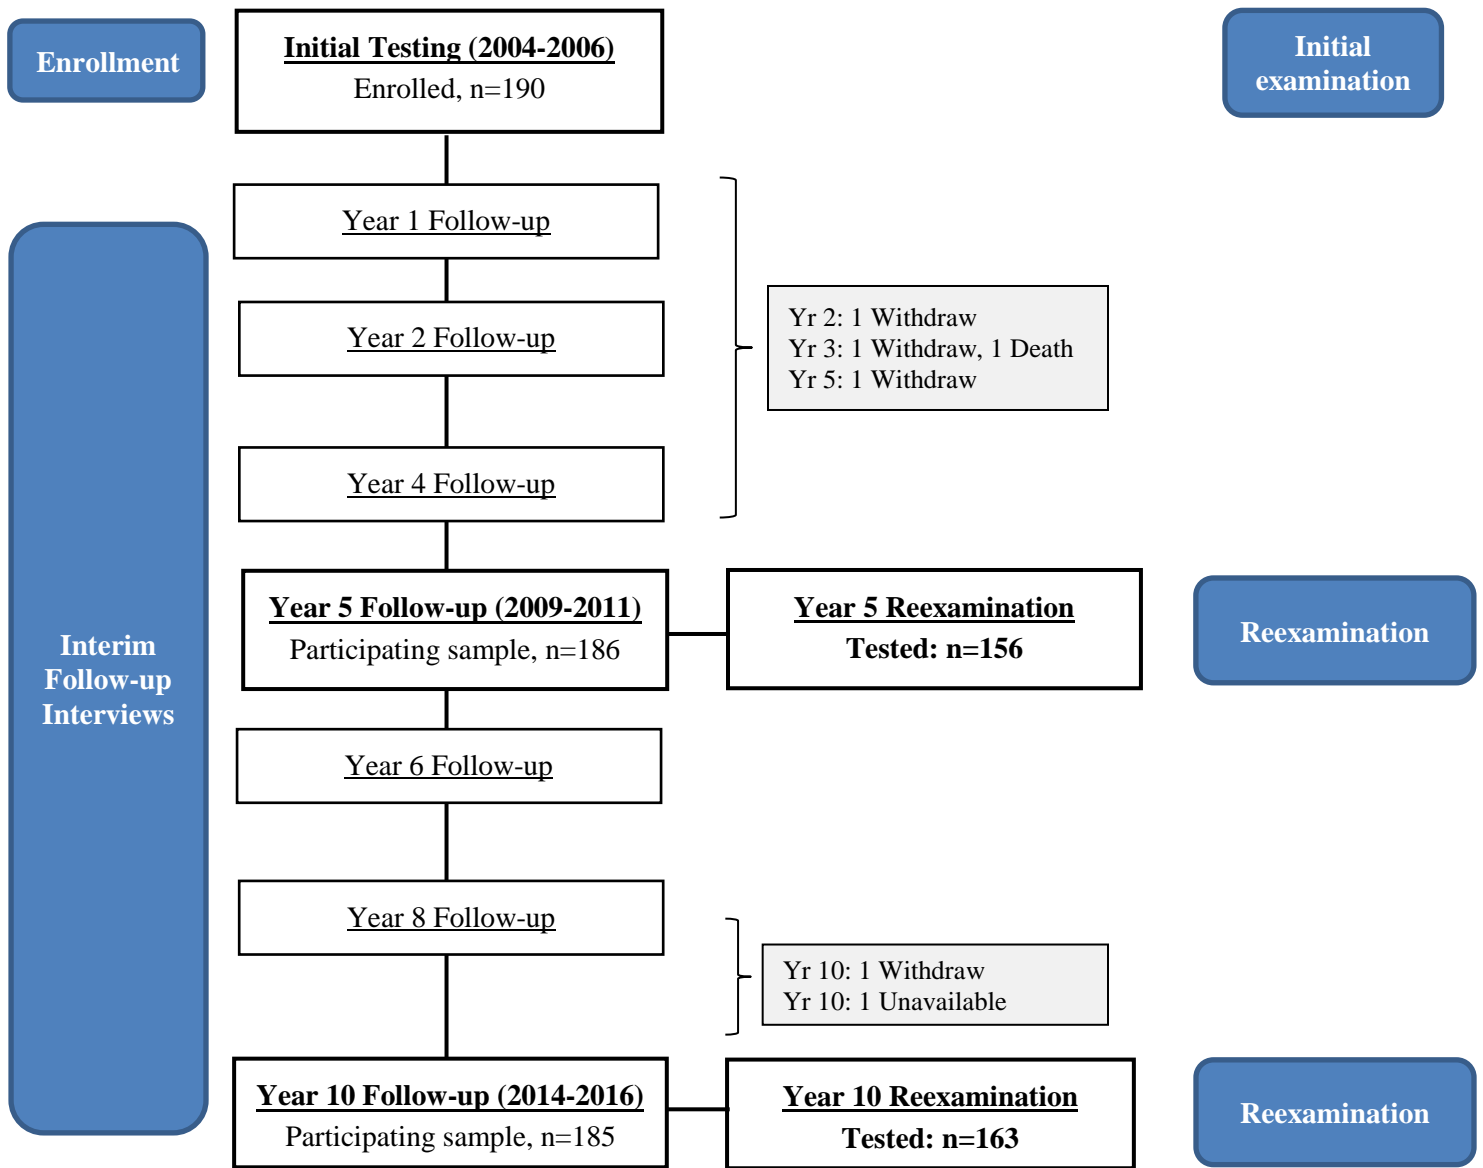 Enrollment
Initial Testing (2004-2006)
Enrolled, n=190
Initial
examination
Year 1 Follow-up
Year 2 Follow-up
Yr 2: 1 Withdraw
Yr 3: 1 Withdraw, 1 Death
Yr 5: 1 Withdraw
Year 4 Follow-up
Interim
Follow-up
Interviews
Year 5 Follow-up (2009-2011)
Participating sample, n=186
Year 5 Reexamination
Tested: n=156
Reexamination
Year 6 Follow-up
Year 8 Follow-up
Yr 10: 1 Withdraw
Yr 10: 1 Unavailable
Year 10 Follow-up (2014-2016)
Participating sample, n=185
Year 10 Reexamination
Tested: n=163
Reexamination